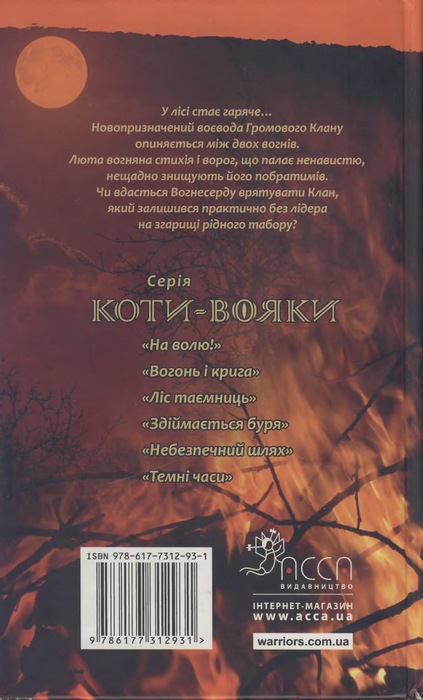 У лісі стає гаряче...
Новопризначений воєвода Громового Клану
опиняється між двох вогнів.
Люта вогняна стихія і ворог, що палає ненавистю,
нещадно знищують його побратимів.
Чи вдасться Вогнесерду врятувати Клан,
який залишився практично без лідера
на згарищі рідного табору?
Серія
КОТИ-ВОЯКИ
«На волю!»
«Вогонь і крига»
«Ліс таємниць»
«Здіймається буря»
«Небезпечний шлях»
«Темні часи»
ISBN 978-617-7312-93-1
9 786177 312931 >
АССА
ВИДАВНИЦТВО
ІНТЕРНЕТ-МАГАЗИН
www.acca.ua
warriors.com.ua